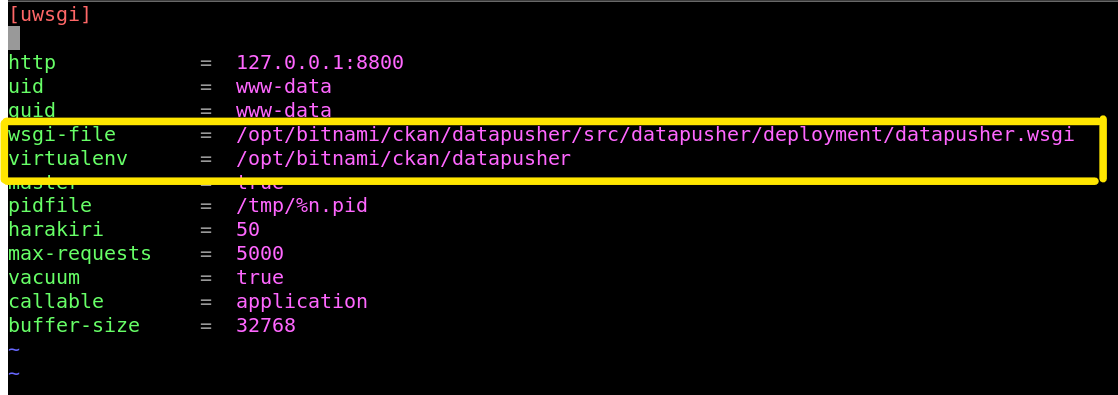 [uwsgi]
http = 127.0.0.1:8800
uid = www-data
guid = www-data
wsgi-file = /opt/bitnami/ckan/datapusher/src/datapusher/deployment/datapusher.wsgi
virtualenv = /opt/bitnami/ckan/datapusher
master = true
pidfile = /tmp/%n.pid
harakiri = 50
max-requests = 5000
vacuum = true
callable = application
buffer-size = 32768
~
~